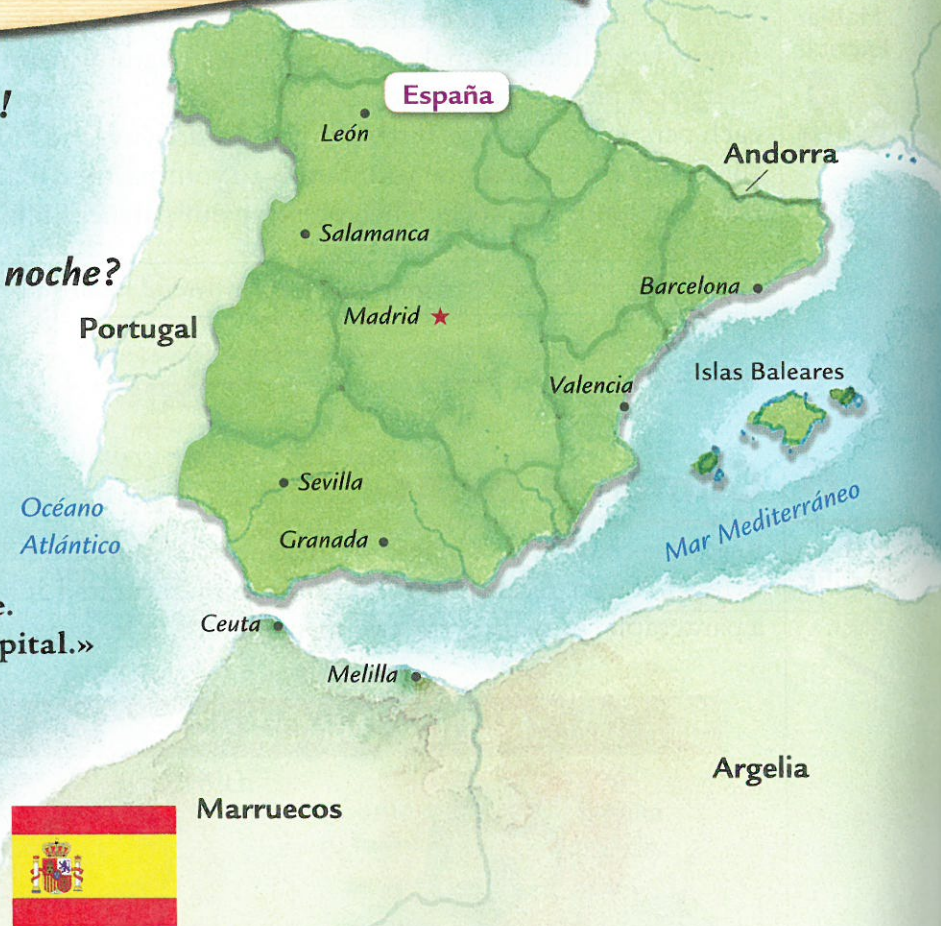 !
España
León
Andorra
Salamanca
noche?
Barcelona
Madrid
Portugal
Islas Baleares
Valencia
Sevilla
Océano
Atlántico
Mar Mediterráneo
Granada
e.
Ceuta
pital.»
Melilla
Argelia
Marruecos